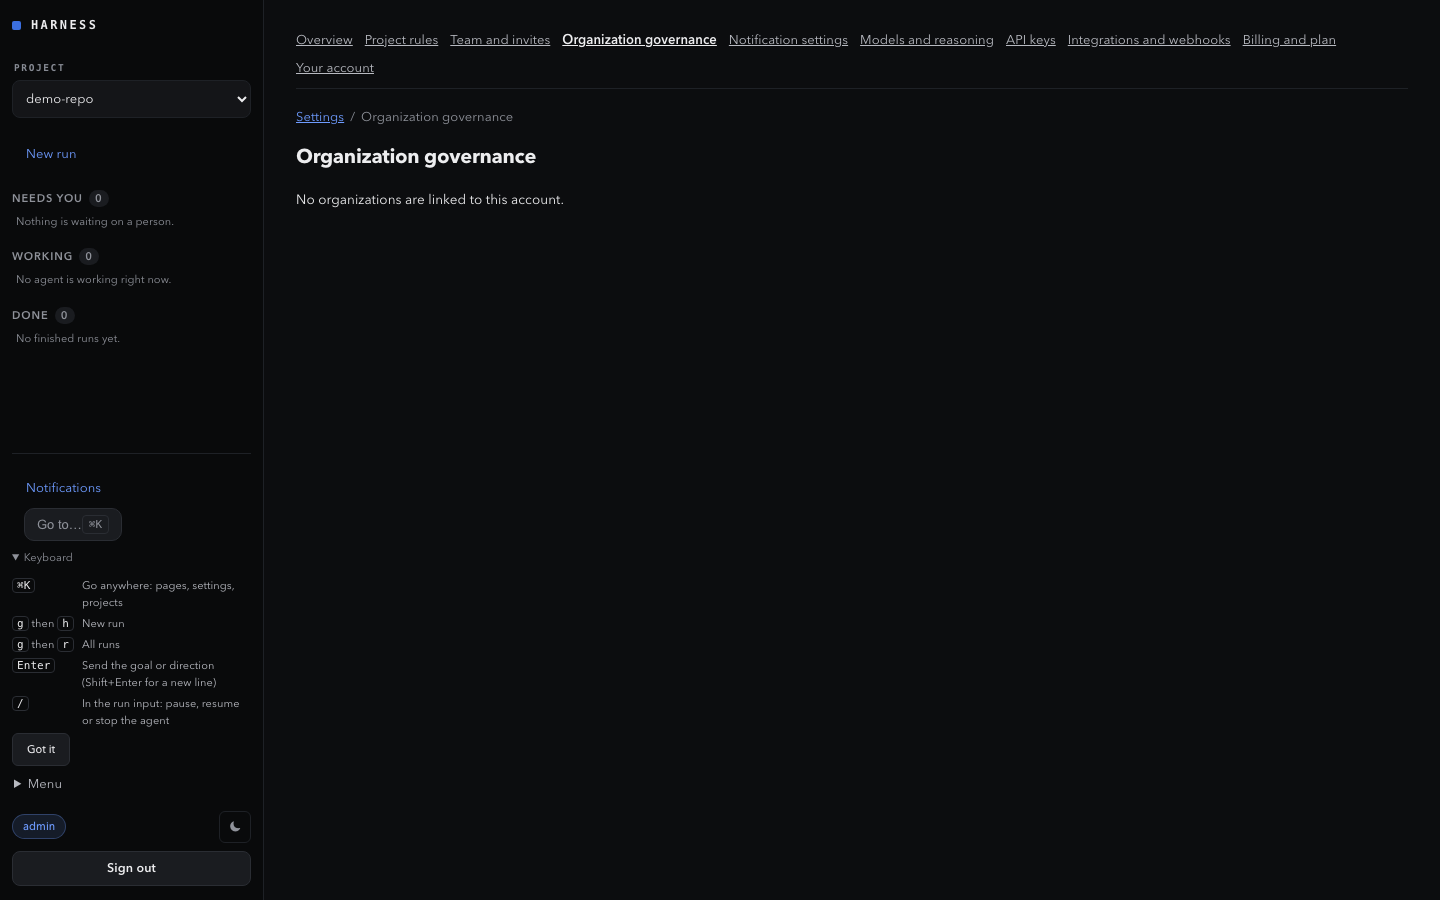 HARNESS
PROJECT
demo-repo
New run
NEEDS YOU 0
Nothing is waiting on a person.
WORKING 0
No agent is working right now.
DONE 0
No finished runs yet.
Notifications
Go to… ⌘K
Keyboard
⌘K Go anywhere: pages, settings,
projects
g then h New run
g then r All runs
Enter Send the goal or direction
(Shift+Enter for a new line)
/ In the run input: pause, resume
or stop the agent
Got it
Menu
admin
Sign out
Overview Project rules Team and invites Organization governance Notification settings Models and reasoning API keys Integrations and webhooks Billing and plan
Your account
Settings / Organization governance
Organization governance
No organizations are linked to this account.